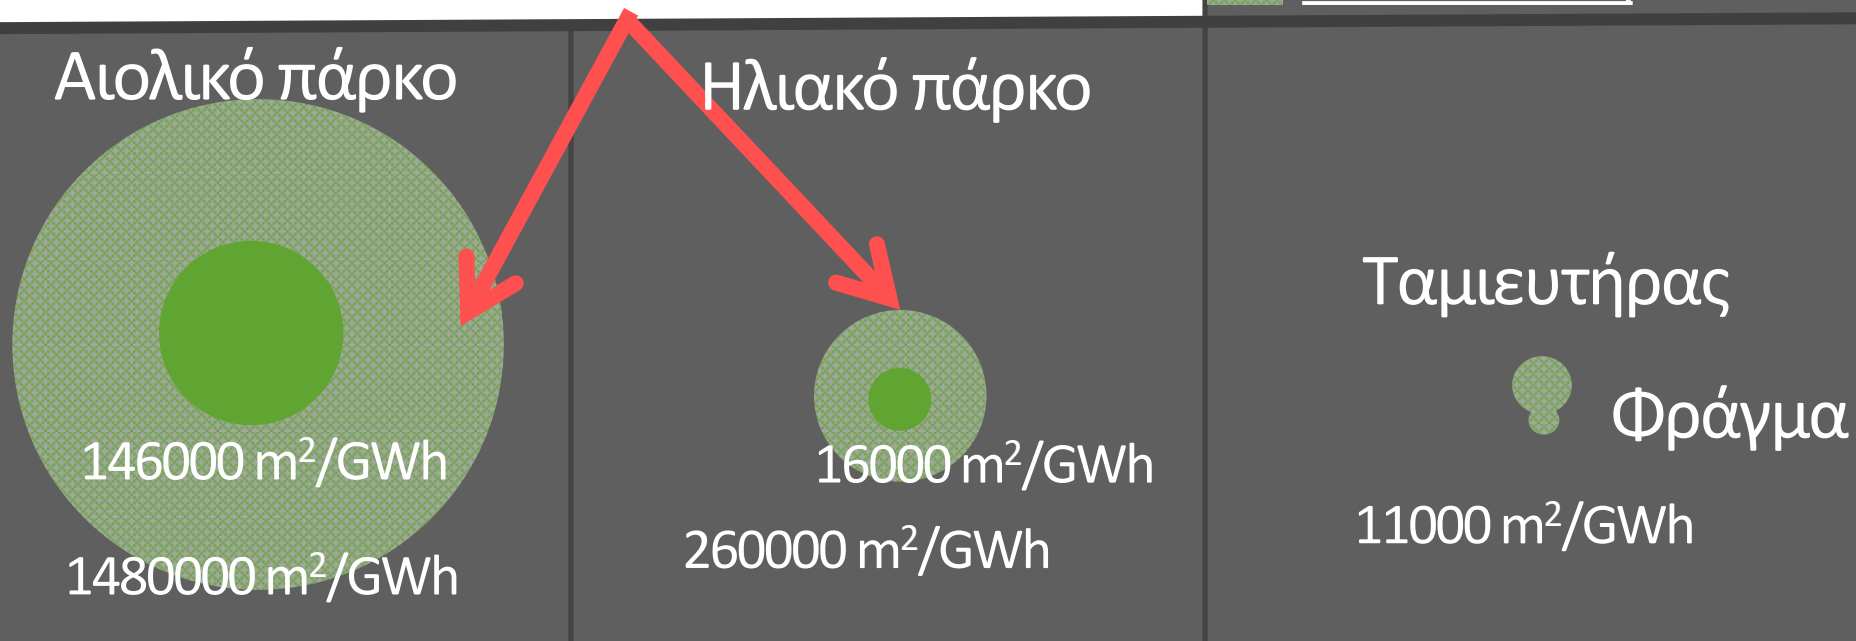 Αιολικό πάρκο
146000 m²/GWh
1480000 m²/GWh
Ηλιακό πάρκο
16000 m²/GWh
260000 m²/GWh
Ταμιευτήρας
Φράγμα
11000 m²/GWh